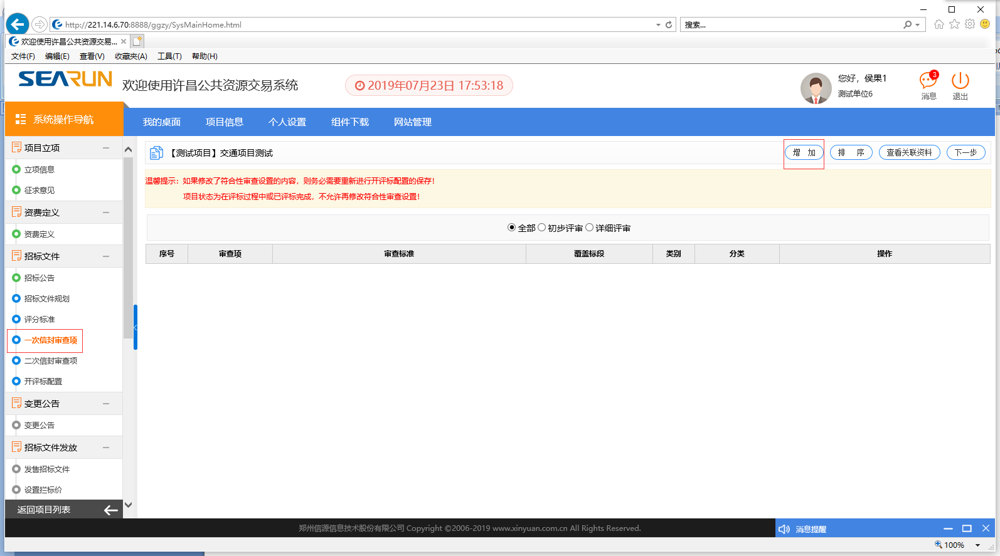 http://221.14.6.70:8888/ggzy/SysMainHome.html
搜索...
欢迎使用许昌公共资源交易...
文件(F) 编辑(E) 查看(V) 收藏夹(A) 工具(T) 帮助(H)
SEARUN
欢迎使用许昌公共资源交易系统
2019年07月23日 17:53:18
您好，侯果1
测试单位6
3
消息
退出
系统操作导航
我的桌面 项目信息 个人设置 组件下载 网站管理
项目立项
立项信息
征求意见
资费定义
资费定义
招标文件
招标公告
招标文件规划
评分标准
一次信封审查项
二次信封审查项
开评标配置
变更公告
变更公告
招标文件发放
发售招标文件
设置拦标价
返回项目列表
【测试项目】交通项目测试
增 加 排 序 查看关联资料 下一步
温馨提示：如果修改了符合性审查设置的内容，则务必需要重新进行开评标配置的保存！
项目状态为在评标过程中或已评标完成，不允许再修改符合性审查设置！
全部 初步评审 详细评审
序号 审查项 审查标准 覆盖标段 类别 分类 操作
郑州信源信息技术股份有限公司 Copyright ©2006-2019 www.xinyuan.com.cn All Rights Reserved.
消息提醒
100%